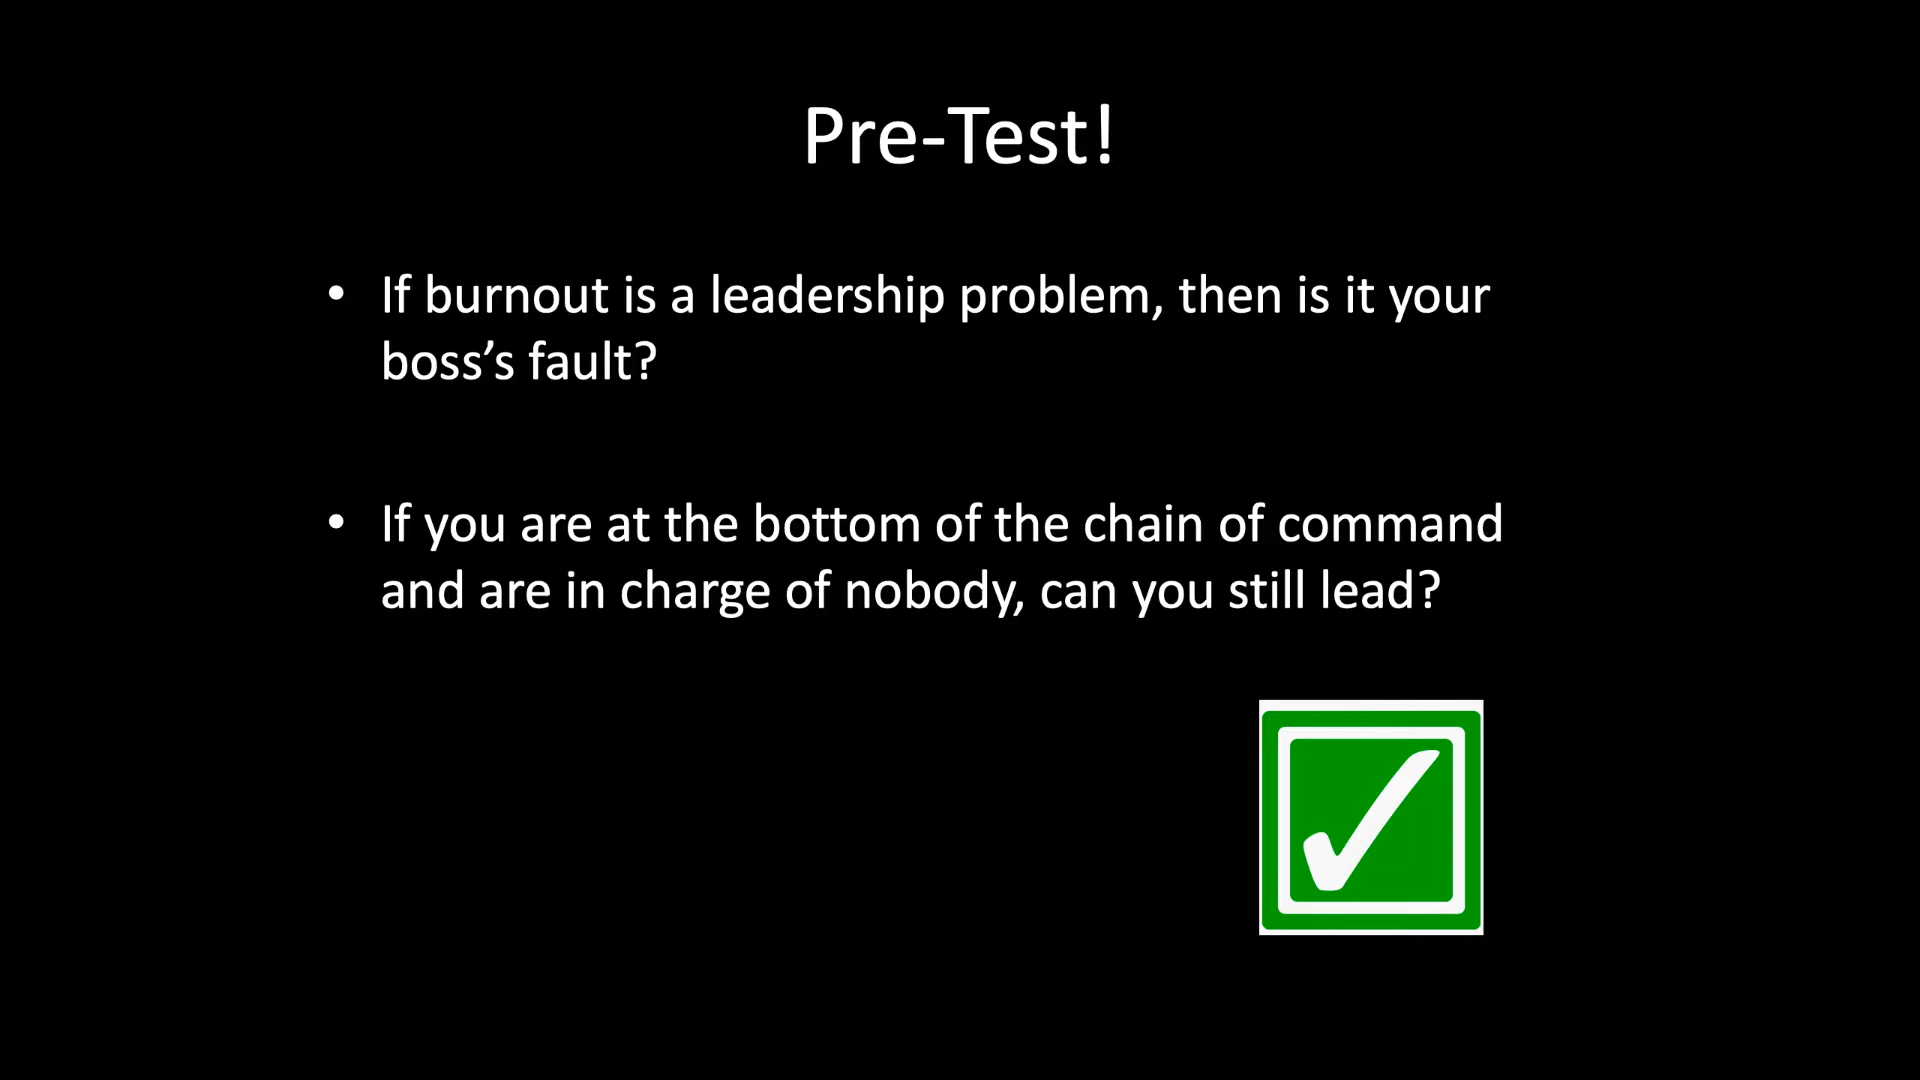 Pre-Test!
• If burnout is a leadership problem, then is it your
boss’s fault?
• If you are at the bottom of the chain of command
and are in charge of nobody, can you still lead?